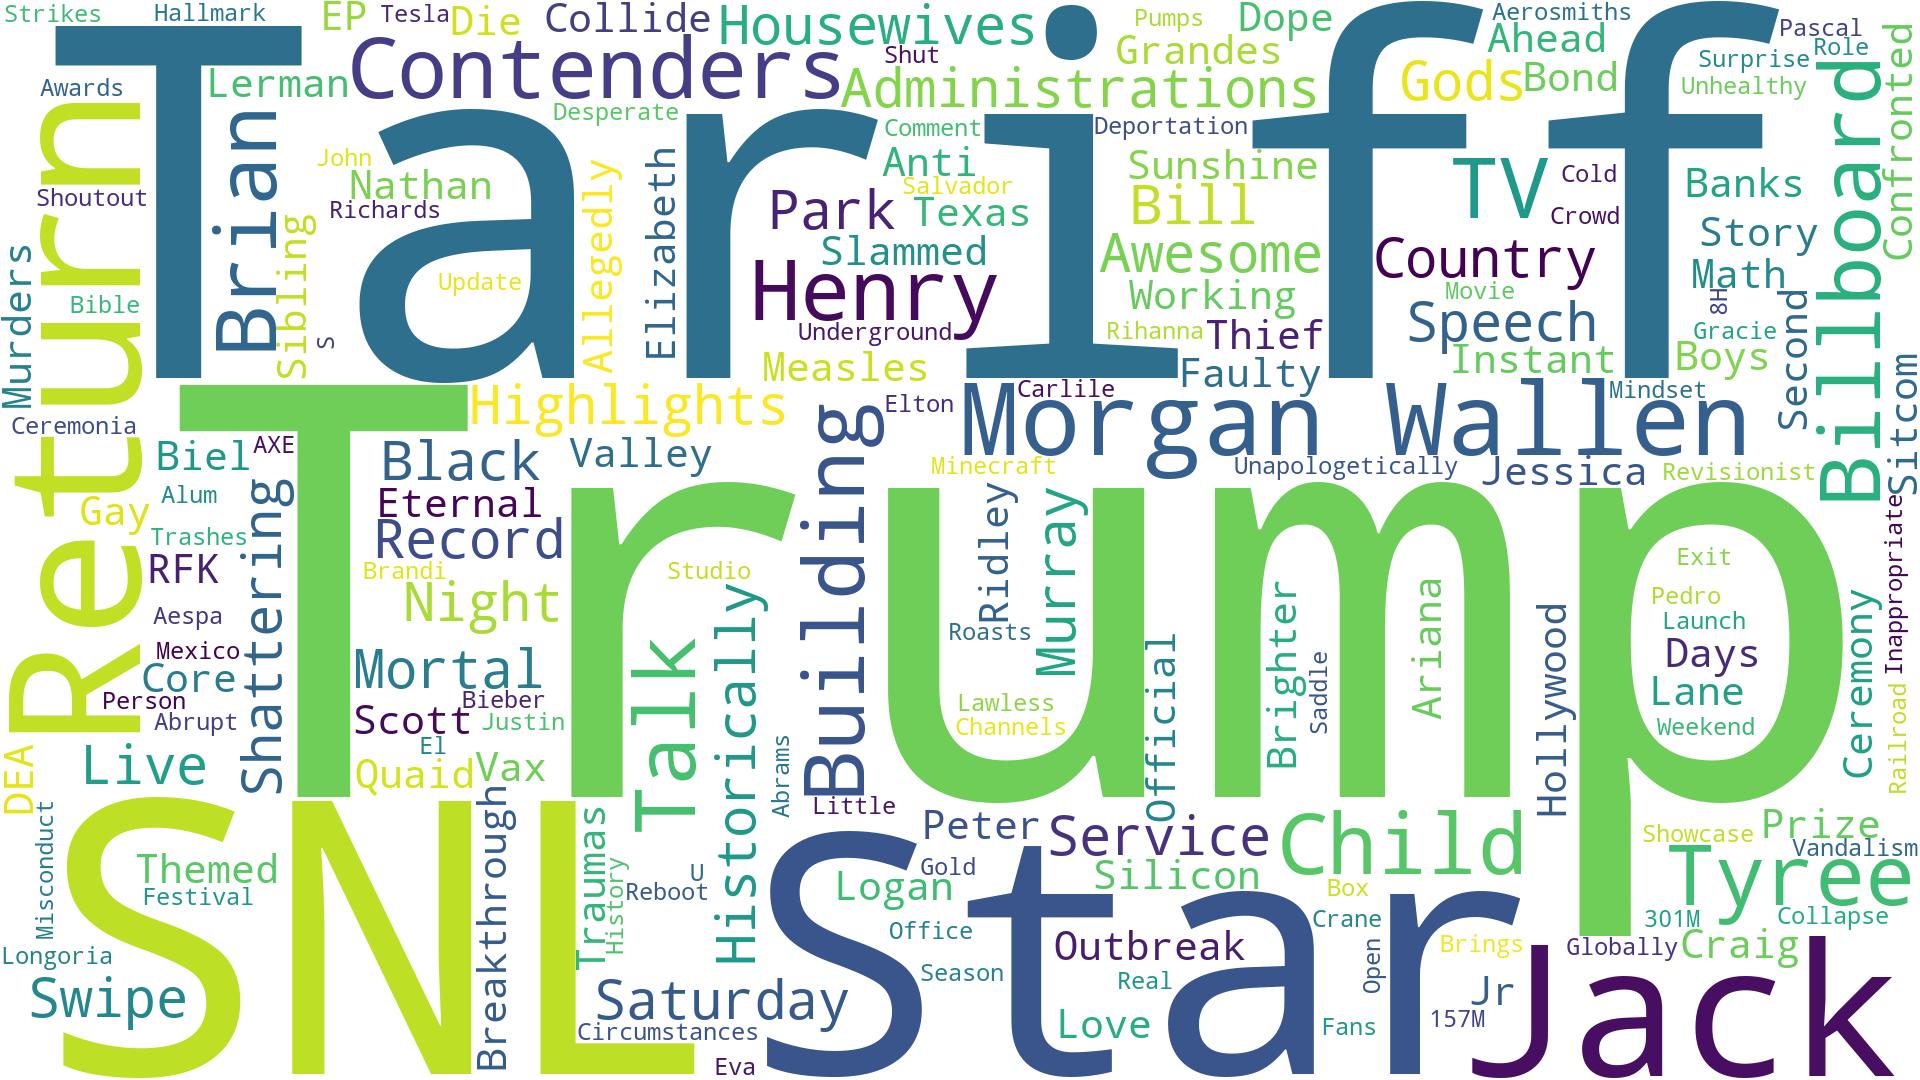 Strikes
Hallmark
EP
Tesla
Die
Collide
Housewives
Pumps
Dope
Aerosmiths
Pascal
Tariff
Awards
Lerman
Contenders
Shut
Grandes
Administrations
Ahead
Gods
Bond
Surprise
Role
Unhealthy
Confronted
Return
Brian
Desperate
Comment
Deportation
Billboard
John
Nathan
Richards
Shoutout
Sibling
S
Allegedly
Elizabeth
Anti
Salvador
Park
Texas
Slammed
Henry
Underground
Sunshine
Bill
Awesome
Working
Rihanna
Thief
TV
Cold
Crowd
Country
Movie
Speech
Instant
Banks
Story
Math
8H
Gracie
Boys
Second
Murders
Bible
Update
Measles
Faulty
Carlile
Mindset
Sitcom
Ceremonia
Trump
Highlights
Elton
Morgan Wallen
Biel
AXE
Black
Valley
Building
Minecraft
Unapologetically
Jessica
Revisionist
Alum
Gay
Eternal
Trashes
Shattering
Record
RFK
Brandi
Studio
Night
Aespa
Ridley
Murray
Roasts
Inappropriate
Exit
Pedro
Launch
Days
Lane
Weekend
Ceremony
Railroad
Mexico
Core
Person
Abrupt
Mortal
Bieber
Scott
Justin
El
Talk
Historically
Abrams
Lawless
Channels
Official
Brighter
Saddle
Ariana
Hollywood
DEA
Live
Quaid
Vax
Breakthrough
Little
SNL
Misconduct
Themed
Festival
Traumas
History
U
Reboot
Star
Peter
Service
Child
Gold
Logan
Silicon
Box
Showcase
Prize
Vandalism
Tyree
301M
Collapse
Longoria
Swipe
Saturday
Circumstances
Eva
Office
Season
Outbreak
Real
Love
Crane
Open
Fans
Brings
Jr
157M
Globally
Craig
Jack